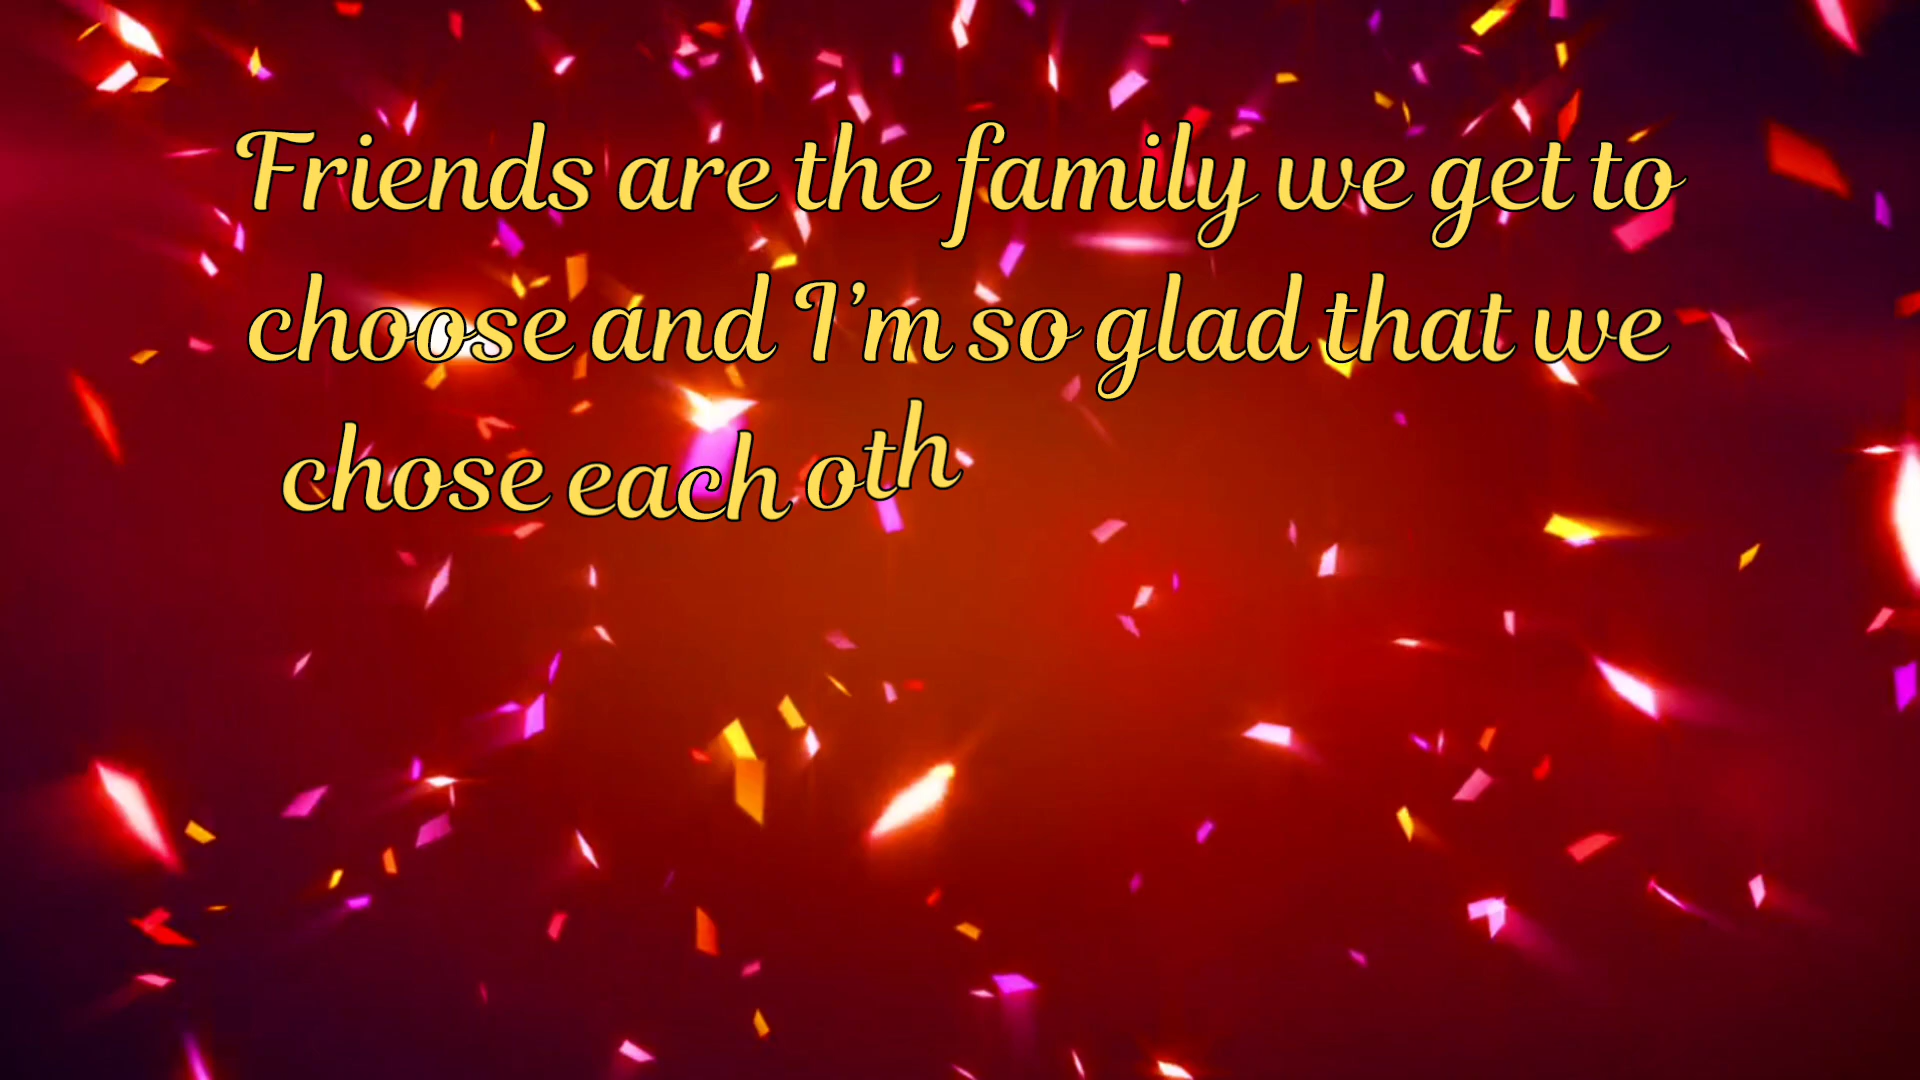 Friends are the family we get to
choose and I’m so glad that we
chose each oth